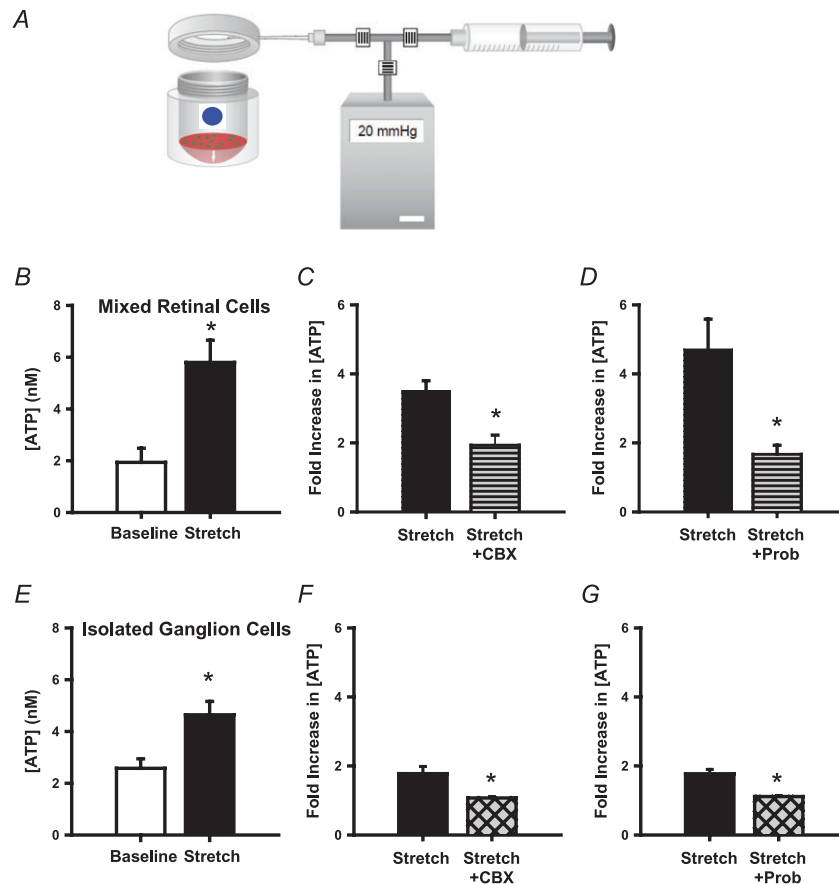 A
20 mmHg
B
Mixed Retinal Cells
[ATP] (nM)
8
6
4
2
0
*
Baseline Stretch
C
Fold Increase in [ATP]
6
4
2
0
*
Stretch Stretch
+CBX
D
Fold Increase in [ATP]
6
4
2
0
*
Stretch Stretch
+Prob
E
Isolated Ganglion Cells
[ATP] (nM)
8
6
4
2
0
*
Baseline Stretch
F
Fold Increase in [ATP]
6
4
2
0
*
Stretch Stretch
+CBX
G
Fold Increase in [ATP]
6
4
2
0
*
Stretch Stretch
+Prob